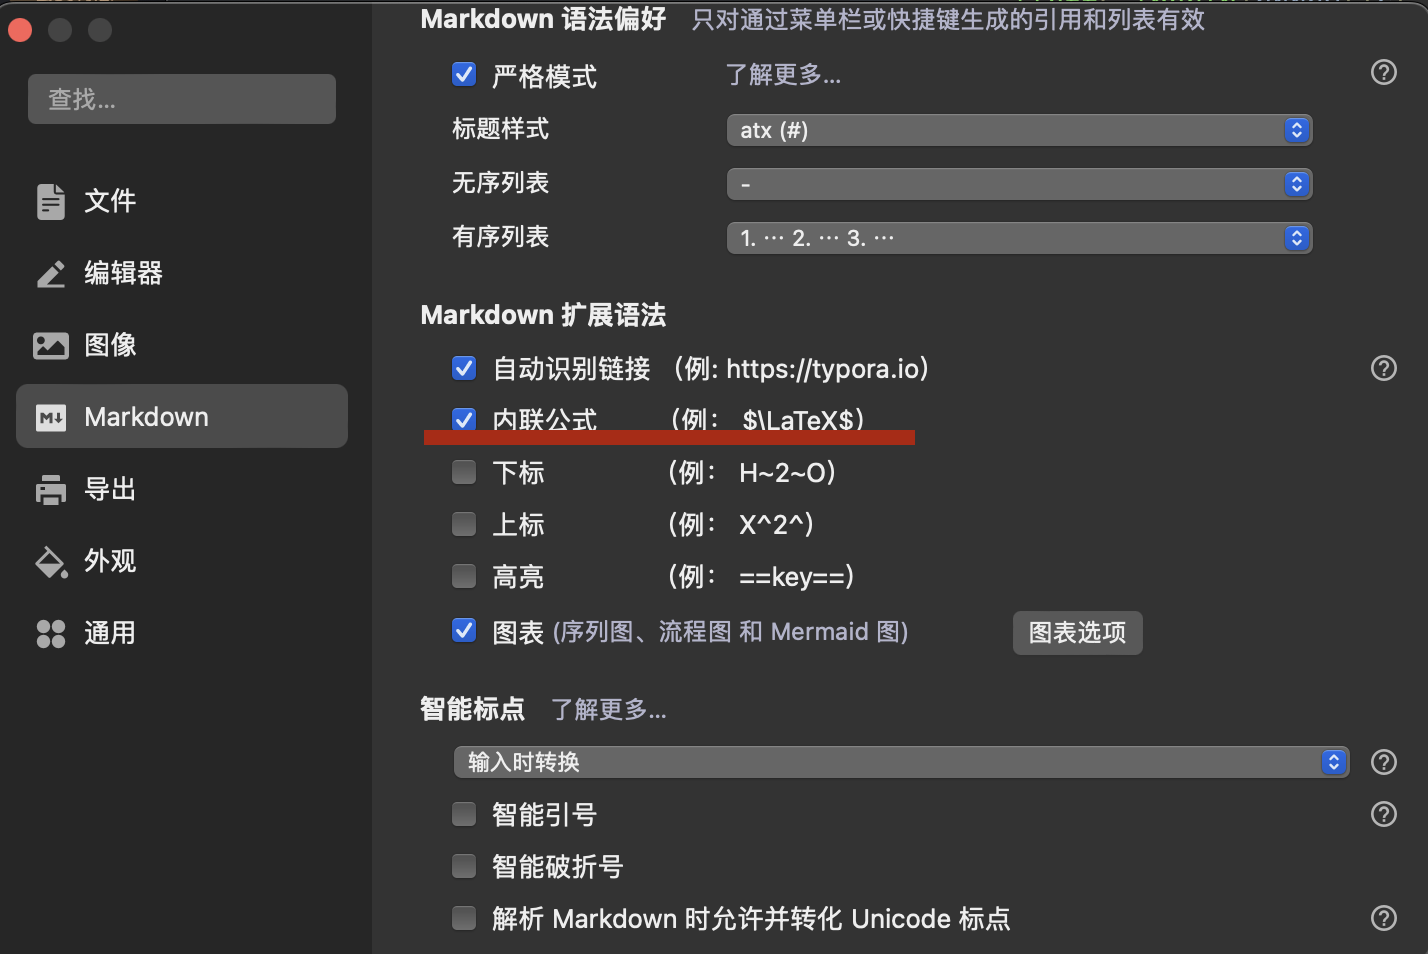 查找...
文件
编辑器
图像
Markdown
导出
外观
通用
Markdown 语法偏好 只对通过菜单栏或快捷键生成的引用和列表有效
严格模式 了解更多...
标题样式 atx (#)
无序列表 -
有序列表 1. ··· 2. ··· 3. ···
Markdown 扩展语法
自动识别链接 （例: https://typora.io）
内联公式 （例： $\LaTeX$）
下标 （例： H~2~O）
上标 （例： X^2^）
高亮 （例： ==key==）
图表 (序列图、流程图 和 Mermaid 图) 图表选项
智能标点 了解更多...
输入时转换
智能引号
智能破折号
解析 Markdown 时允许并转化 Unicode 标点